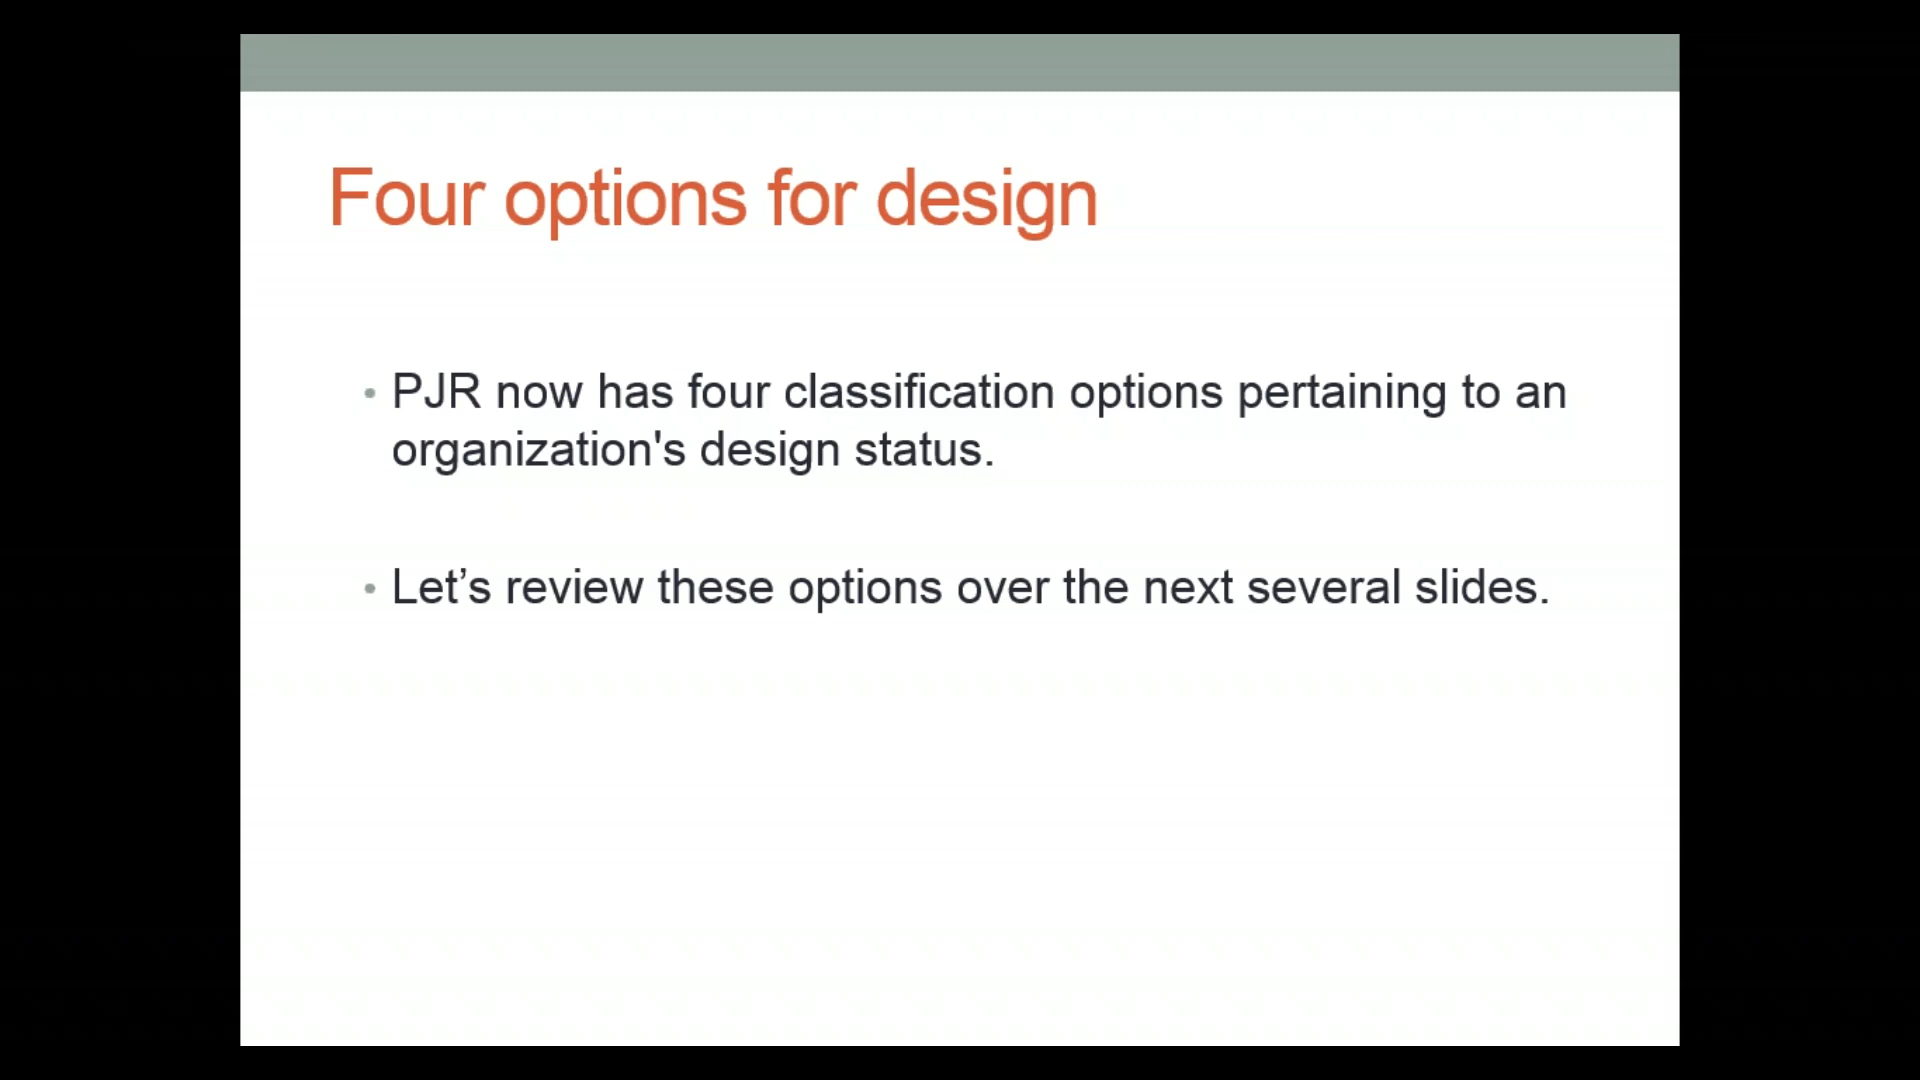 Four options for design
• PJR now has four classification options pertaining to an
organization's design status.
• Let’s review these options over the next several slides.